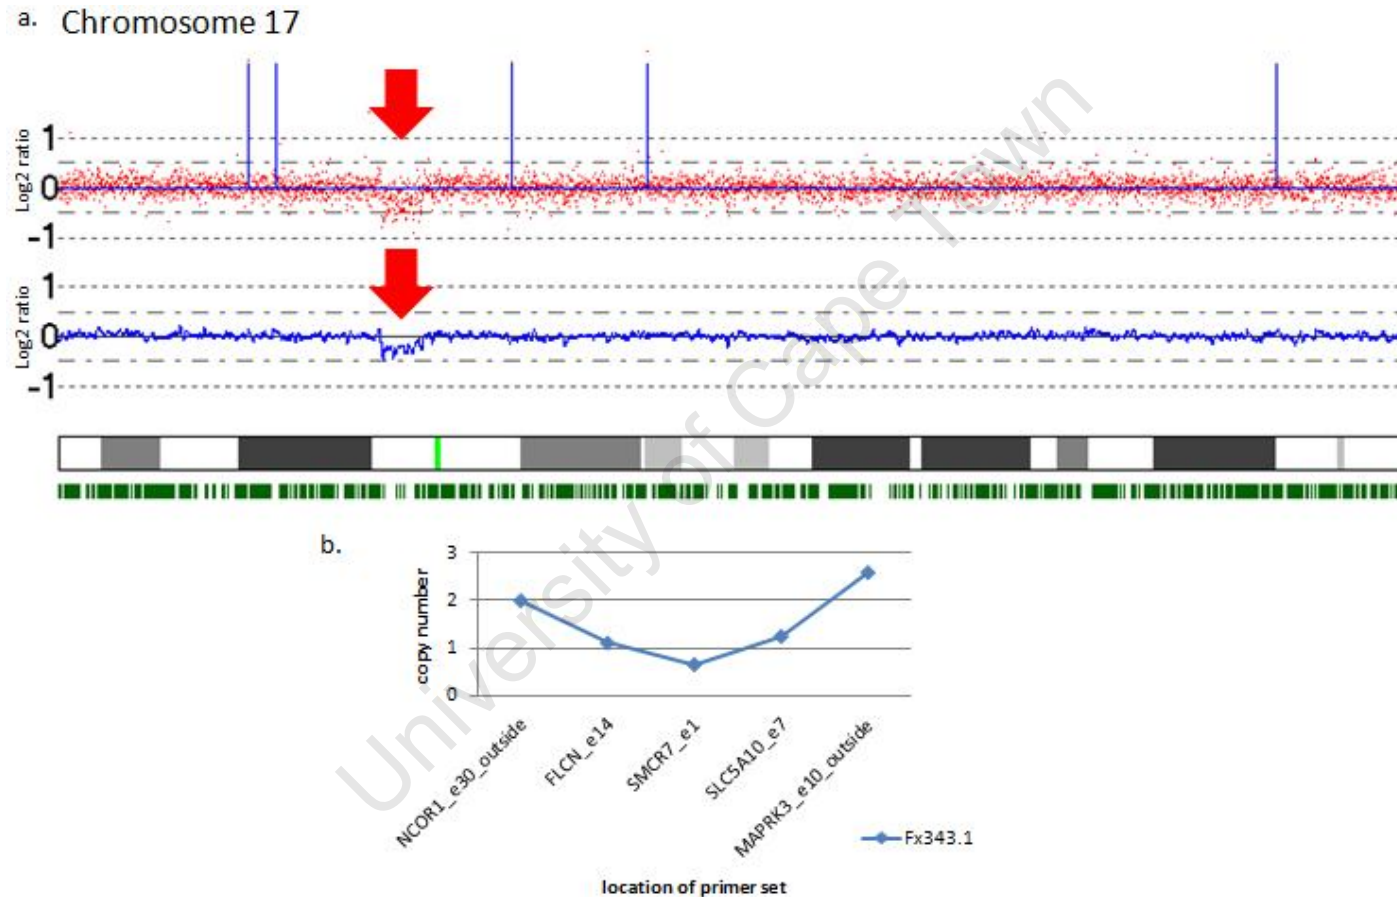 a. Chromosome 17
Log2 ratio
1
0
-1
Log2 ratio
1
0
-1
b.
copy number
3
2
1
0
NCOR1_e30_outside
FLCN_e14
SMCR7_e1
SLC5A10_e7
MAPRK3_e10_outside
Fx343.1
location of primer set
University of Cape Town